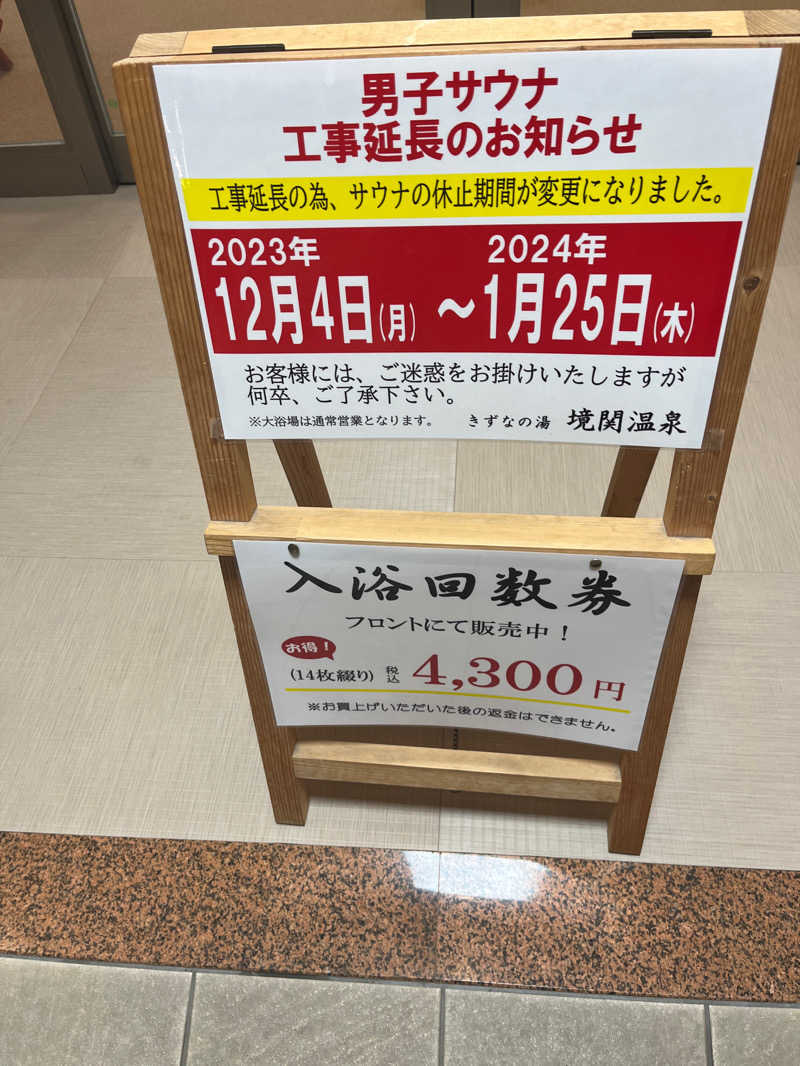 男子サウナ
工事延長のお知らせ
工事延長の為、サウナの休止期間が変更になりました。
2023年 2024年
12月4日(月) ～1月25日(木)
お客様には、ご迷惑をお掛けいたしますが
何卒、ご了承下さい。
※大浴場は通常営業となります。 きずなの湯 境関温泉
入浴回数券
フロントにて販売中！
お得！
(14枚綴り) 税込 4,300円
※お買上げいただいた後の返金はできません。